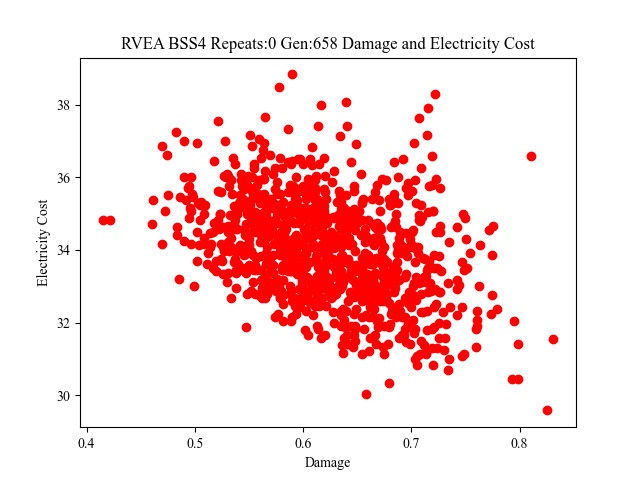 RVEA BSS4 Repeats:0 Gen:658 Damage and Electricity Cost
38
36
34
32
30
Electricity Cost
0.4 0.5 0.6 0.7 0.8
Damage